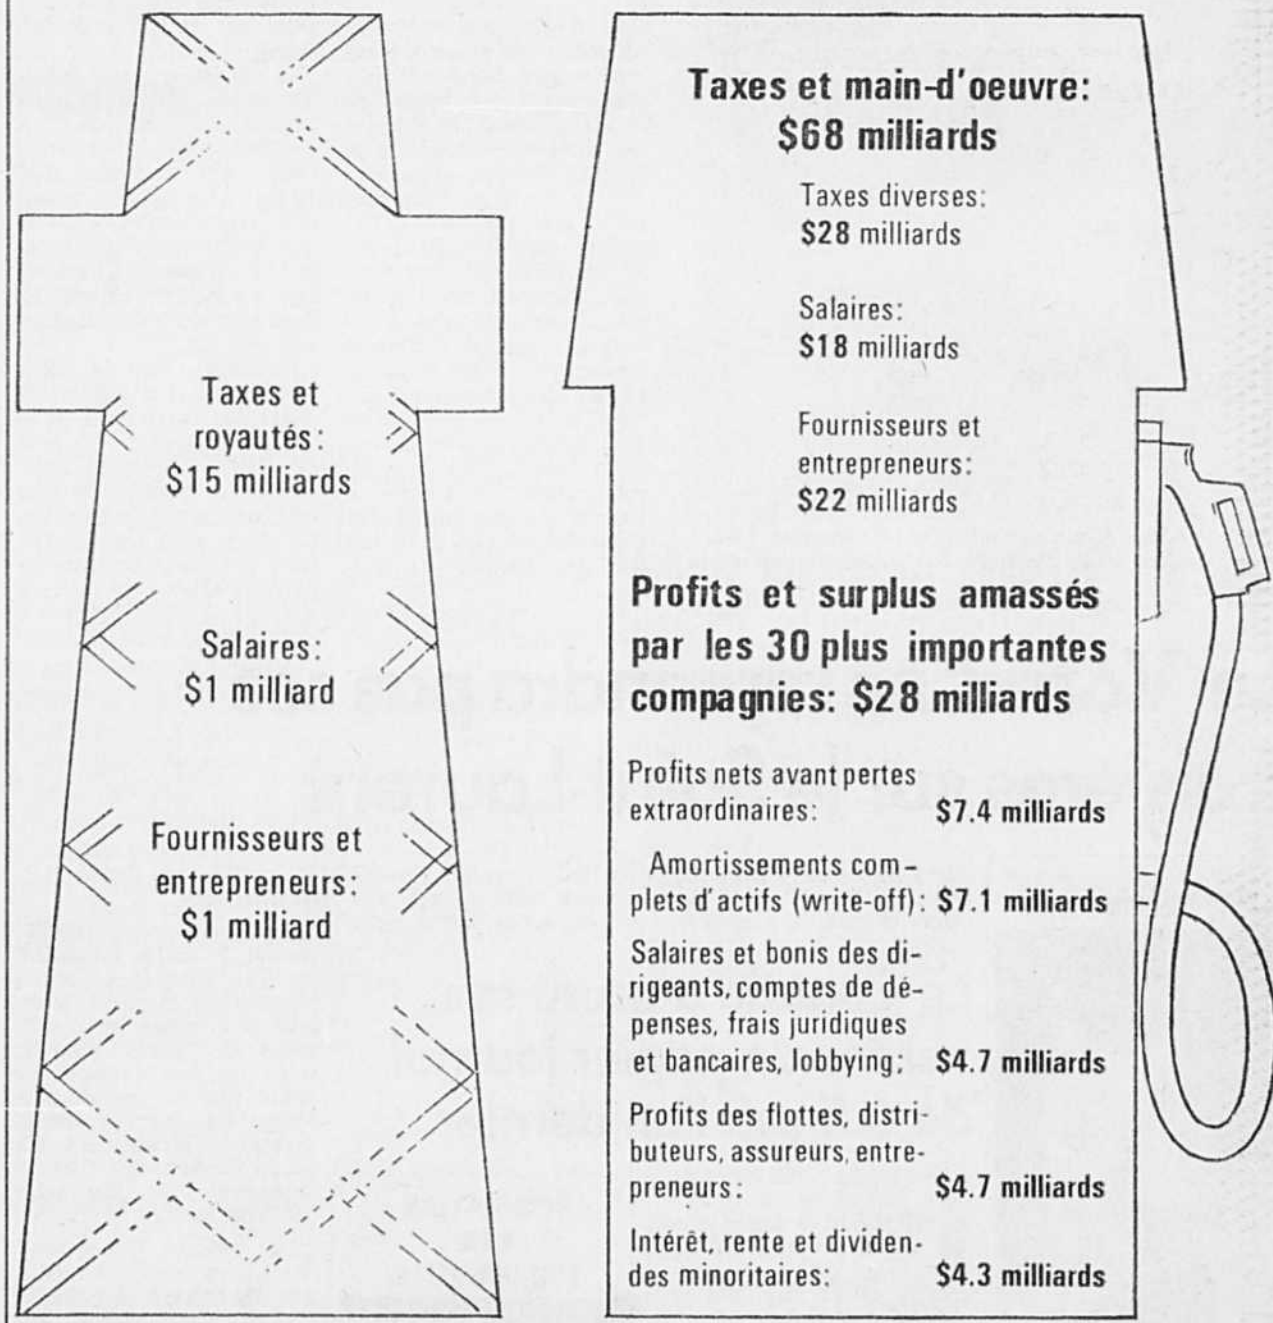 Taxes et
royautés:
$15 milliards
Salaires:
$1 milliard
Fournisseurs et
entrepreneurs:
$1 milliard
Taxes et main-d'oeuvre:
$68 milliards
Taxes diverses:
$28 milliards
Salaires:
$18 milliards
Fournisseurs et
entrepreneurs:
$22 milliards
Profits et surplus amassés
par les 30 plus importantes
compagnies: $28 milliards
Profits nets avant pertes
extraordinaires: $7.4 milliards
Amortissements com-
plets d'actifs (write-off): $7.1 milliards
Salaires et bonis des di-
rigeants, comptes de dé-
penses, frais juridiques
et bancaires, lobbying: $4.7 milliards
Profits des flottes, distri-
buteurs, assureurs, entre-
preneurs: $4.7 milliards
Intérêt, rente et dividen-
des minoritaires: $4.3 milliards